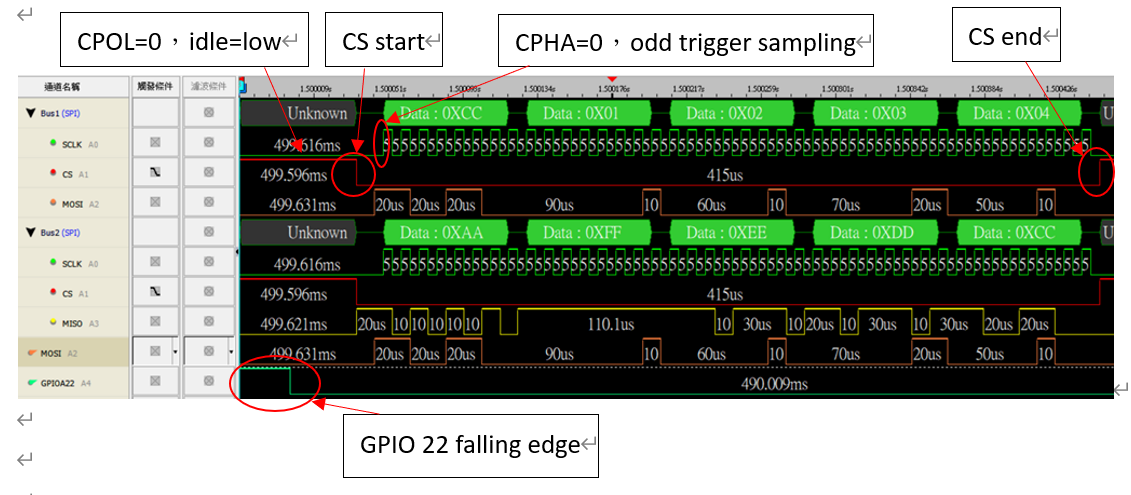 CPOL=0，idle=low
CS start
CPHA=0，odd trigger sampling
CS end
通道名稱 觸發條件 濾波條件 1.500009s 1.500051s 1.500093s 1.500134s 1.500176s 1.500217s 1.500259s 1.500301s 1.500342s 1.500384s 1.500426s
Bus1 (SPI) Unknown Data : 0XCC Data : 0X01 Data : 0X02 Data : 0X03 Data : 0X04 U
SCLK A0 499.616ms
CS A1 499.596ms 415us
MOSI A2 499.631ms 20us 20us 20us 90us 10 60us 10 70us 20us 50us 10
Bus2 (SPI) Unknown Data : 0XAA Data : 0XFF Data : 0XEE Data : 0XDD Data : 0XCC U
SCLK A0 499.616ms
CS A1 499.596ms 415us
MISO A3 499.621ms 20us 10 10 10 10 10 110.1us 10 30us 10 20us 10 30us 10 30us 20us 20us
MOSI A2 499.631ms 20us 20us 20us 90us 10 60us 10 70us 20us 50us 10
GPIOA22 A4 490.009ms
GPIO 22 falling edge